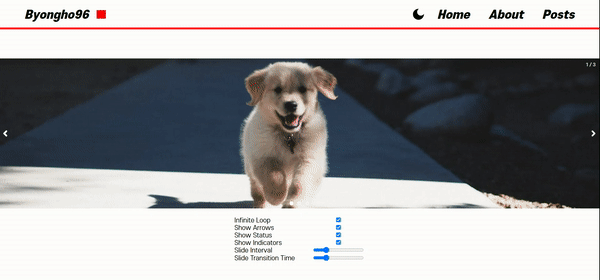 Byongho96 Home About Posts
1 / 3
Infinite Loop
Show Arrows
Show Status
Show Indicators
Slide Interval
Slide Transition Time